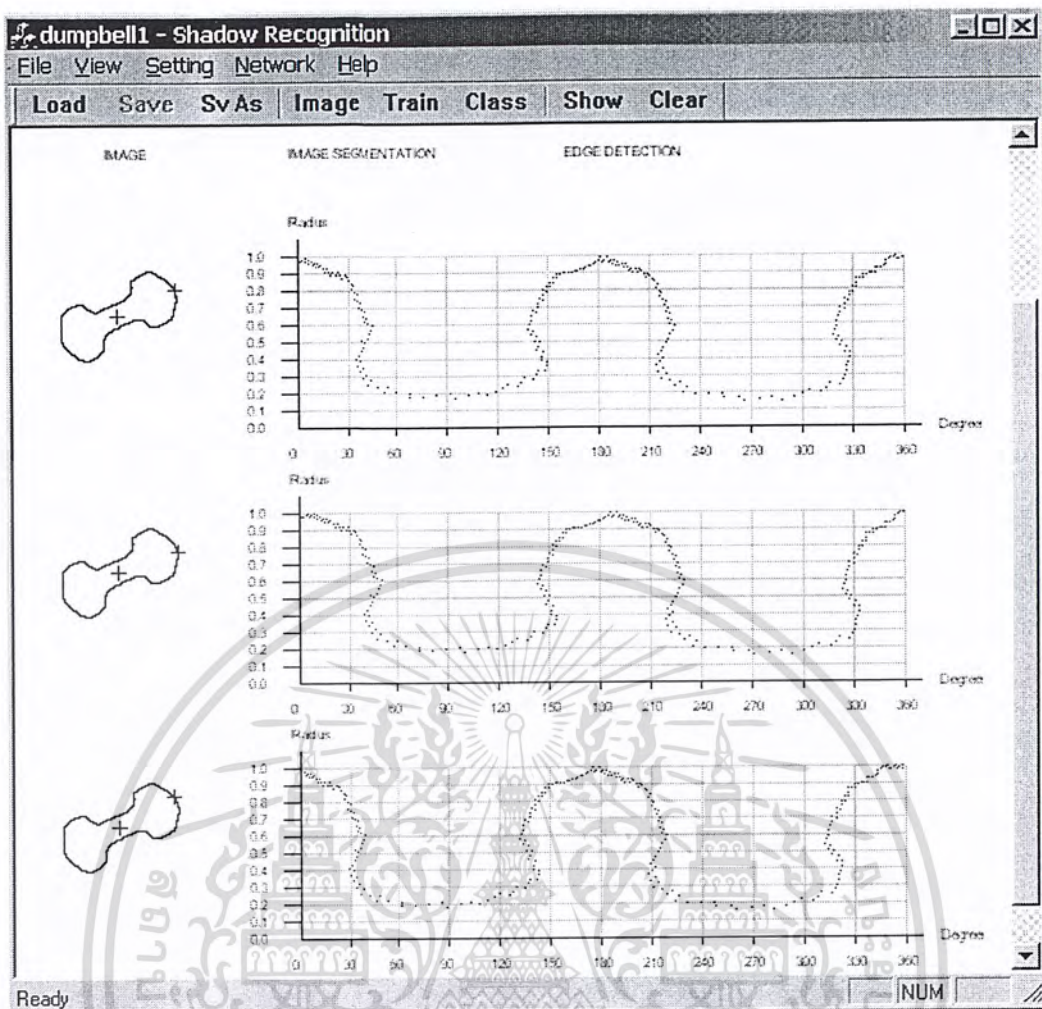 dumpbell1 - Shadow Recognition
File View Setting Network Help
Load Save Sv As Image Train Class Show Clear
IMAGE IMAGE SEGMENTATION EDGE DETECTION
Radus
1.0
0.9
0.8
0.7
0.6
0.5
0.4
0.3
0.2
0.1
0.0
Degree
0 30 60 90 120 150 180 210 240 270 300 330 360
Radus
1.0
0.9
0.8
0.7
0.6
0.5
0.4
0.3
0.2
0.1
0.0
Degree
0 30 60 90 120 150 180 210 240 270 300 330 360
Radus
1.0
0.9
0.8
0.7
0.6
0.5
0.4
0.3
0.2
0.1
0.0
Degree
0 30 60 90 120 150 180 210 240 270 300 330 360
Ready NUM